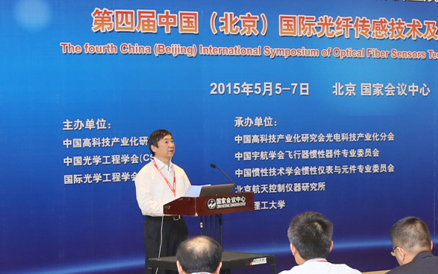 第四届中国（北京）国际光纤传感技术及
The fourth China (Beijing) International Symposium of Optical Fiber Sensors Tec
2015年5月5-7日 北京 国家会议中心
主办单位：
中国高科技产业化研究会
中国光学工程学会(CS
国际光学工程学
承办单位：
中国高科技产业化研究会光电科技产业化分会
中国宇航学会飞行器惯性器件专业委员会
中国惯性技术学会惯性仪表与元件专业委员会
北京航天控制仪器研究所
理工大学
国家会议中心